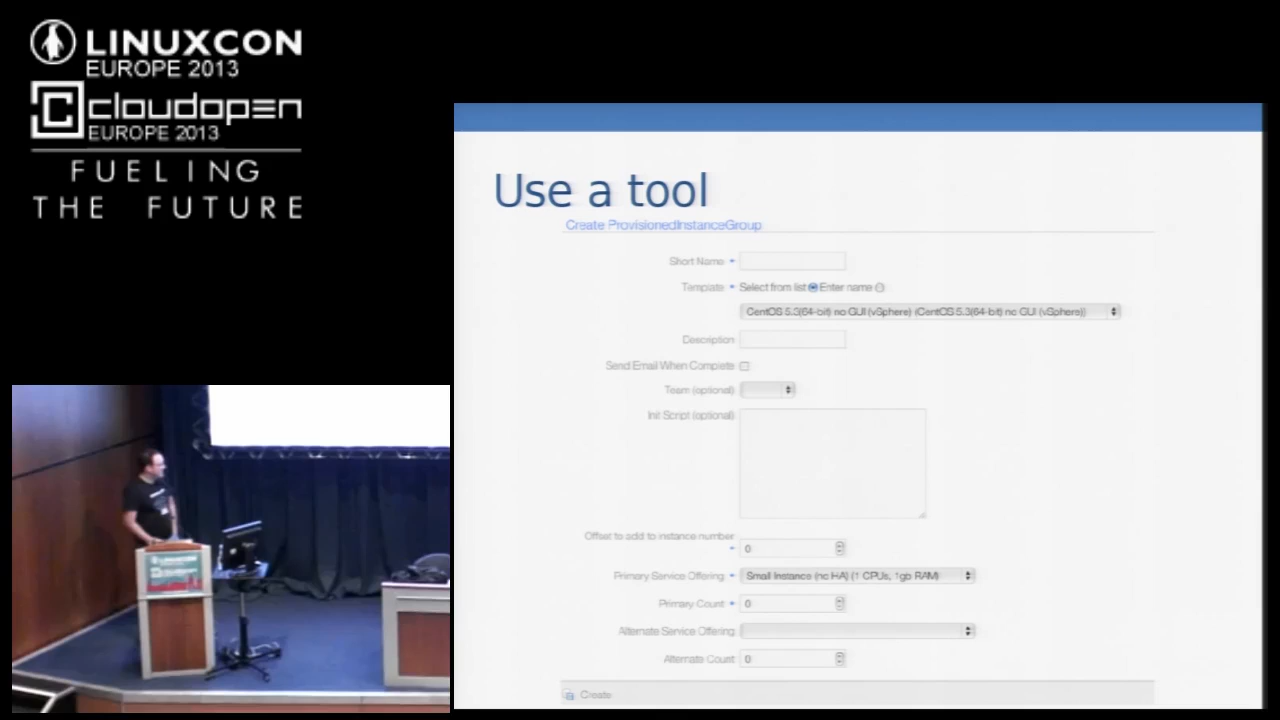 LINUXCON
EUROPE 2013
cloudopen
EUROPE 2013
FUELING
THE FUTURE
Use a tool
Create ProvisionedInstanceGroup
Short Name *
Template * Select from list Enter name
CentOS 5.3(64-bit) no GUI (vSphere) (CentOS 5.3(64-bit) no GUI (vSphere))
Description
Send Email When Complete
Team (optional)
Init Script (optional)
Offset to add to instance number
* 0
Primary Service Offering * Small Instance (no HA) (1 CPUs, 1gb RAM)
Primary Count * 0
Alternate Service Offering
Alternate Count 0
Create